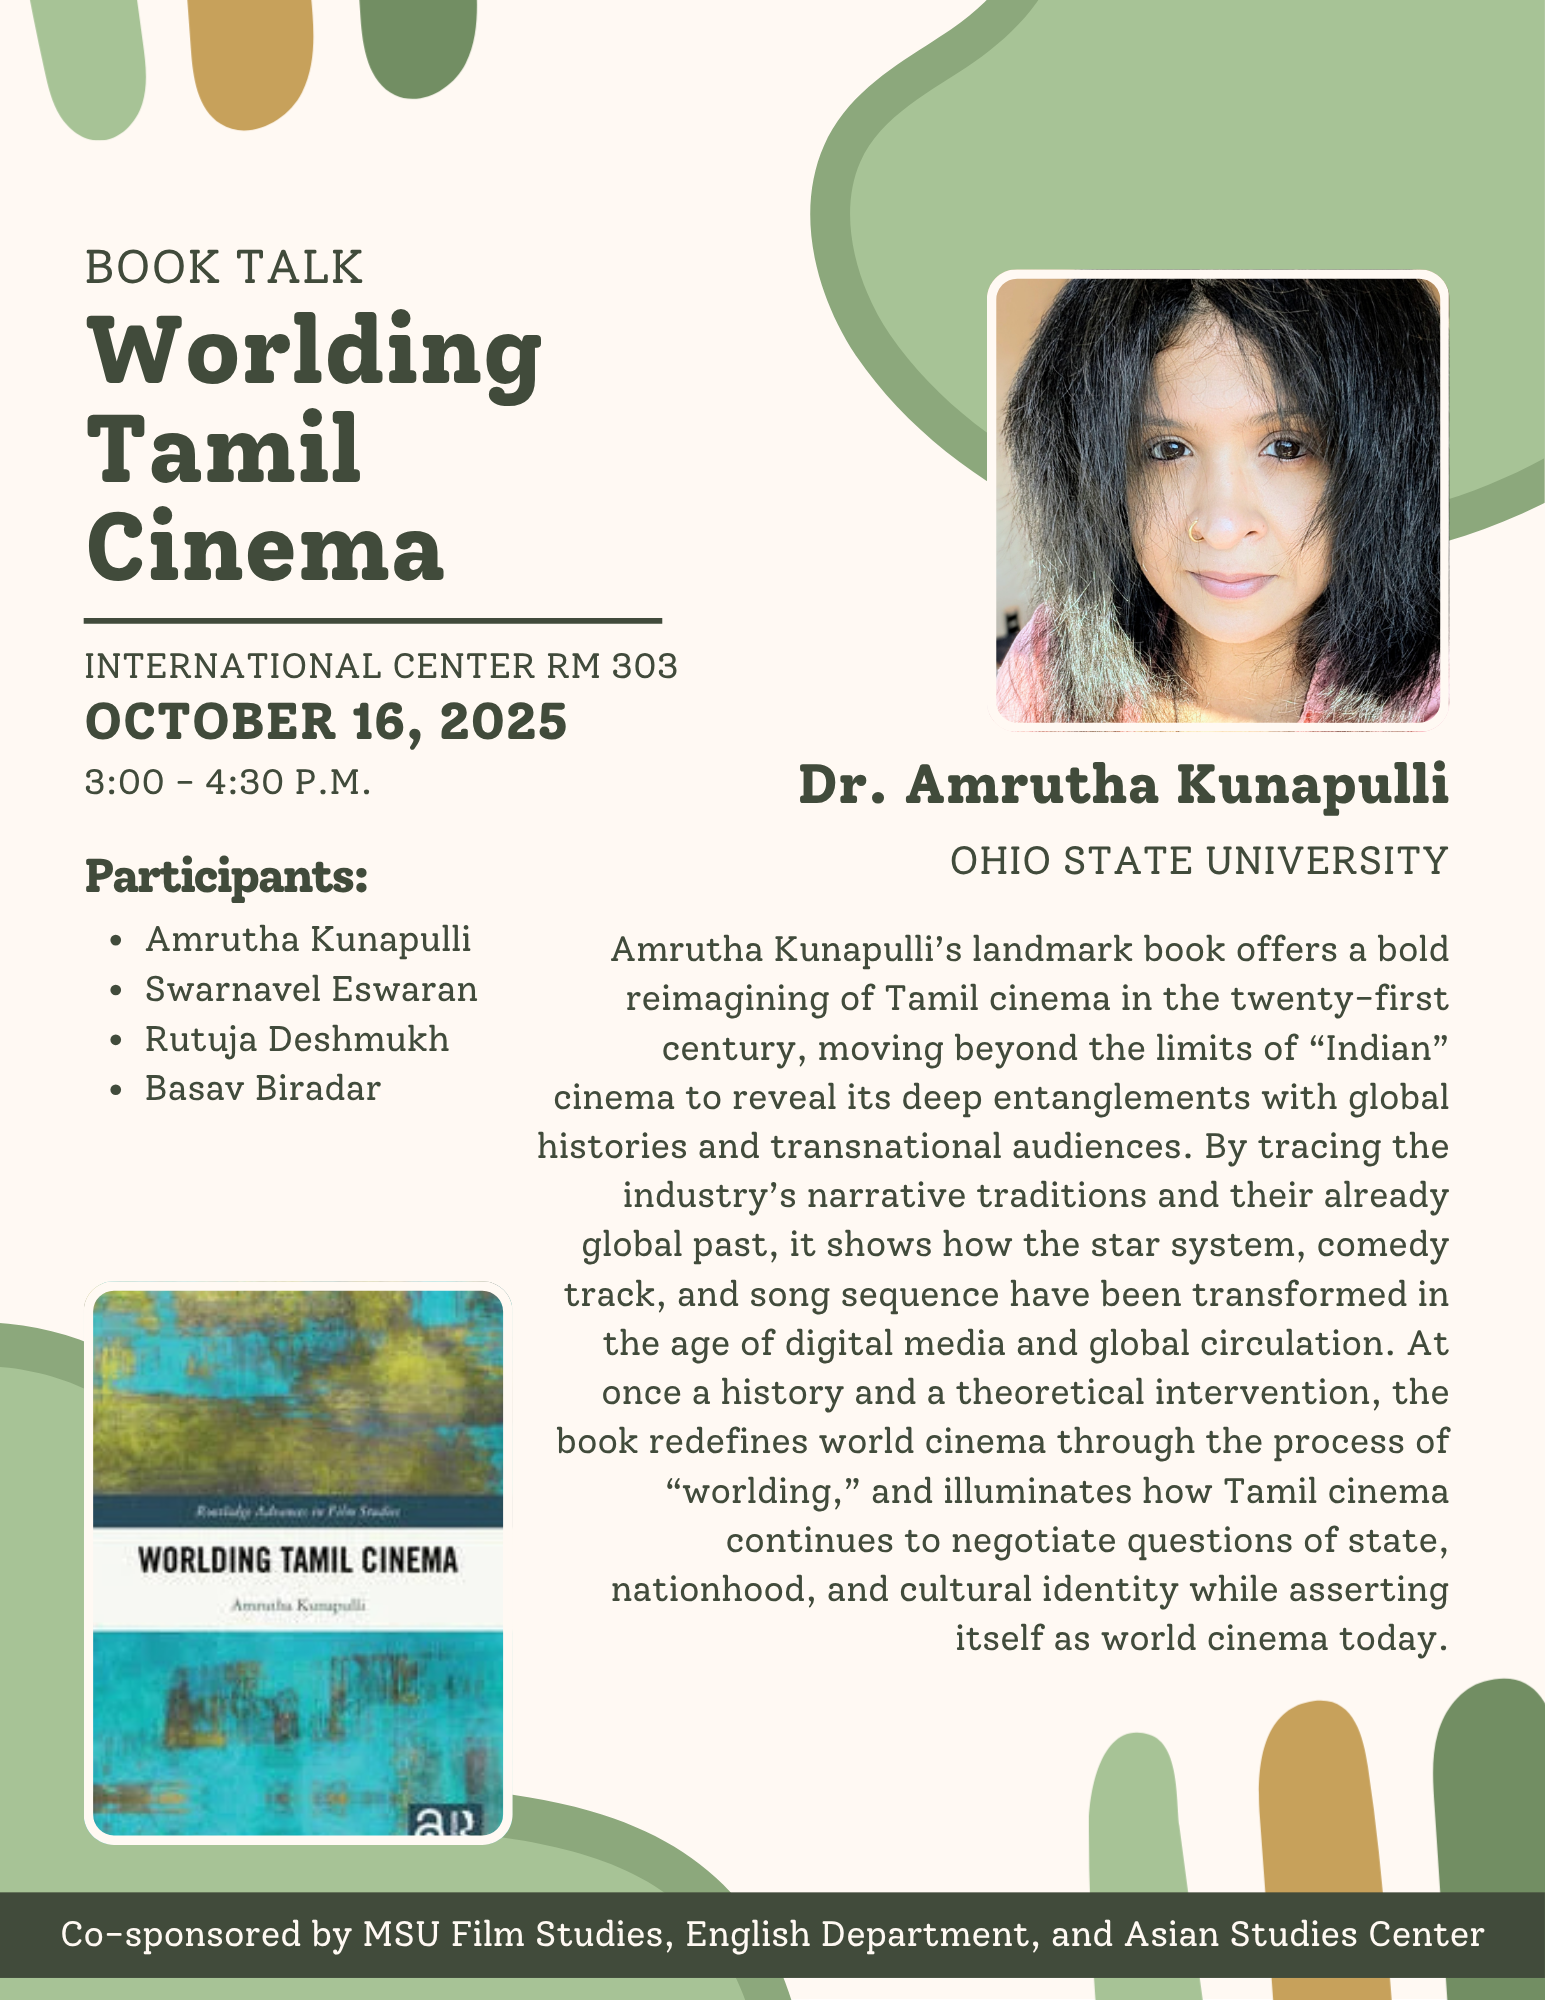 BOOK TALK
Worlding
Tamil
Cinema
INTERNATIONAL CENTER RM 303
OCTOBER 16, 2025
3:00 - 4:30 P.M.
Participants:
• Amrutha Kunapulli
• Swarnavel Eswaran
• Rutuja Deshmukh
• Basav Biradar
Dr. Amrutha Kunapulli
OHIO STATE UNIVERSITY
Amrutha Kunapulli’s landmark book offers a bold
reimagining of Tamil cinema in the twenty-first
century, moving beyond the limits of “Indian”
cinema to reveal its deep entanglements with global
histories and transnational audiences. By tracing the
industry’s narrative traditions and their already
global past, it shows how the star system, comedy
track, and song sequence have been transformed in
the age of digital media and global circulation. At
once a history and a theoretical intervention, the
book redefines world cinema through the process of
“worlding,” and illuminates how Tamil cinema
continues to negotiate questions of state,
nationhood, and cultural identity while asserting
itself as world cinema today.
Routledge Advances in Film Studies
WORLDING TAMIL CINEMA
Amrutha Kunapulli
Co-sponsored by MSU Film Studies, English Department, and Asian Studies Center